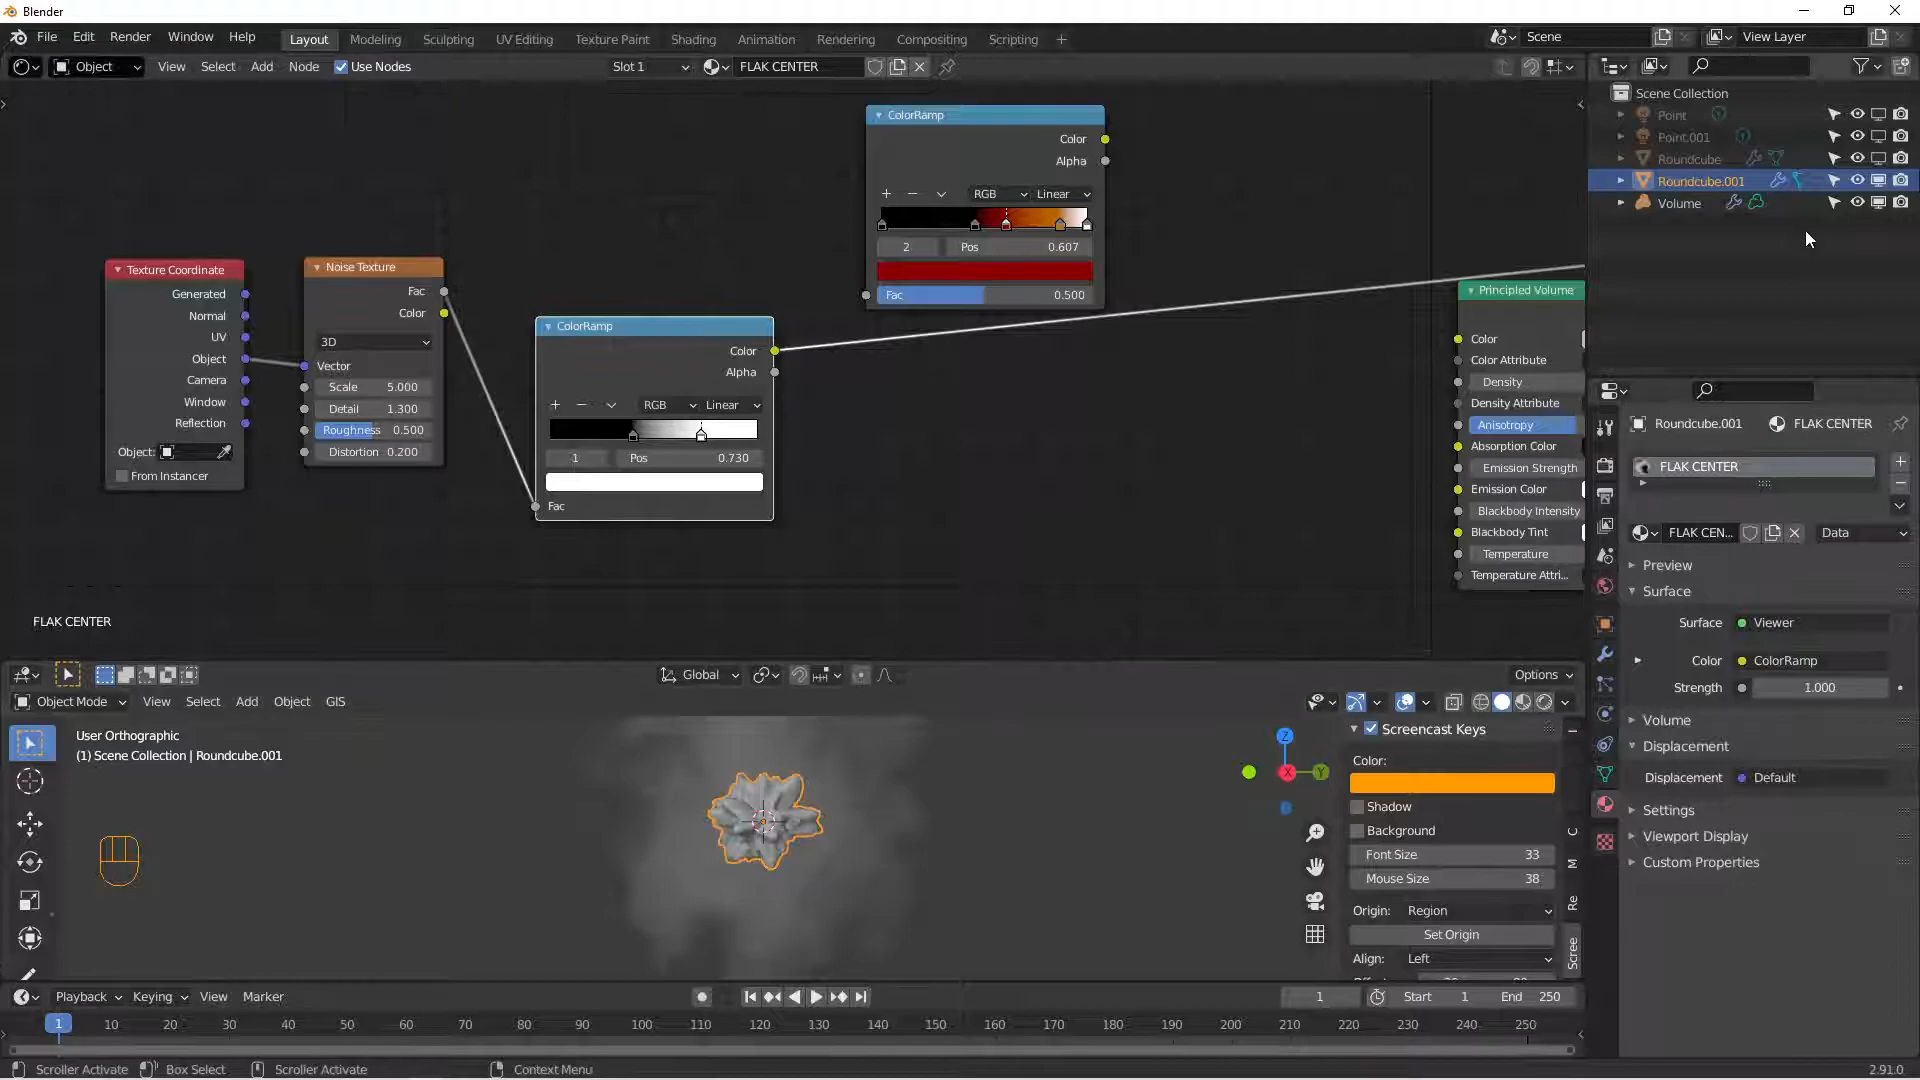 Blender
File Edit Render Window Help Layout Modeling Sculpting UV Editing Texture Paint Shading Animation Rendering Compositing Scripting + Scene View Layer
Object View Select Add Node Use Nodes Slot 1 FLAK CENTER
Scene Collection
Point
Point.001
Roundcube
Roundcube.001
Volume
ColorRamp
Color
Alpha
+ − RGB Linear
2 Pos 0.607
Fac 0.500
Texture Coordinate
Generated
Normal
UV
Object
Camera
Window
Reflection
Object:
From Instancer
Noise Texture
Fac
Color
3D
Vector
Scale 5.000
Detail 1.300
Roughness 0.500
Distortion 0.200
ColorRamp
Color
Alpha
+ − RGB Linear
1 Pos 0.730
Fac
Principled Volume
Color
Color Attribute
Density
Density Attribute
Anisotropy
Absorption Color
Emission Strength
Emission Color
Blackbody Intensity
Blackbody Tint
Temperature
Temperature Attri...
FLAK CENTER
Roundcube.001 FLAK CENTER
FLAK CENTER
FLAK CEN... Data
Preview
Surface
Surface Viewer
Color ColorRamp
Strength 1.000
Volume
Displacement
Displacement Default
Settings
Viewport Display
Custom Properties
Global Options
Object Mode View Select Add Object GIS
User Orthographic
(1) Scene Collection | Roundcube.001
Z
X
Y
Screencast Keys
Color:
Shadow
Background
Font Size 33
Mouse Size 38
Origin: Region
Set Origin
Align: Left
C
M
Re
Scree
Playback Keying View Marker 1 Start 1 End 250
1 10 20 30 40 50 60 70 80 90 100 110 120 130 140 150 160 170 180 190 200 210 220 230 240 250
Scroller Activate Box Select Scroller Activate Context Menu 2.91.0